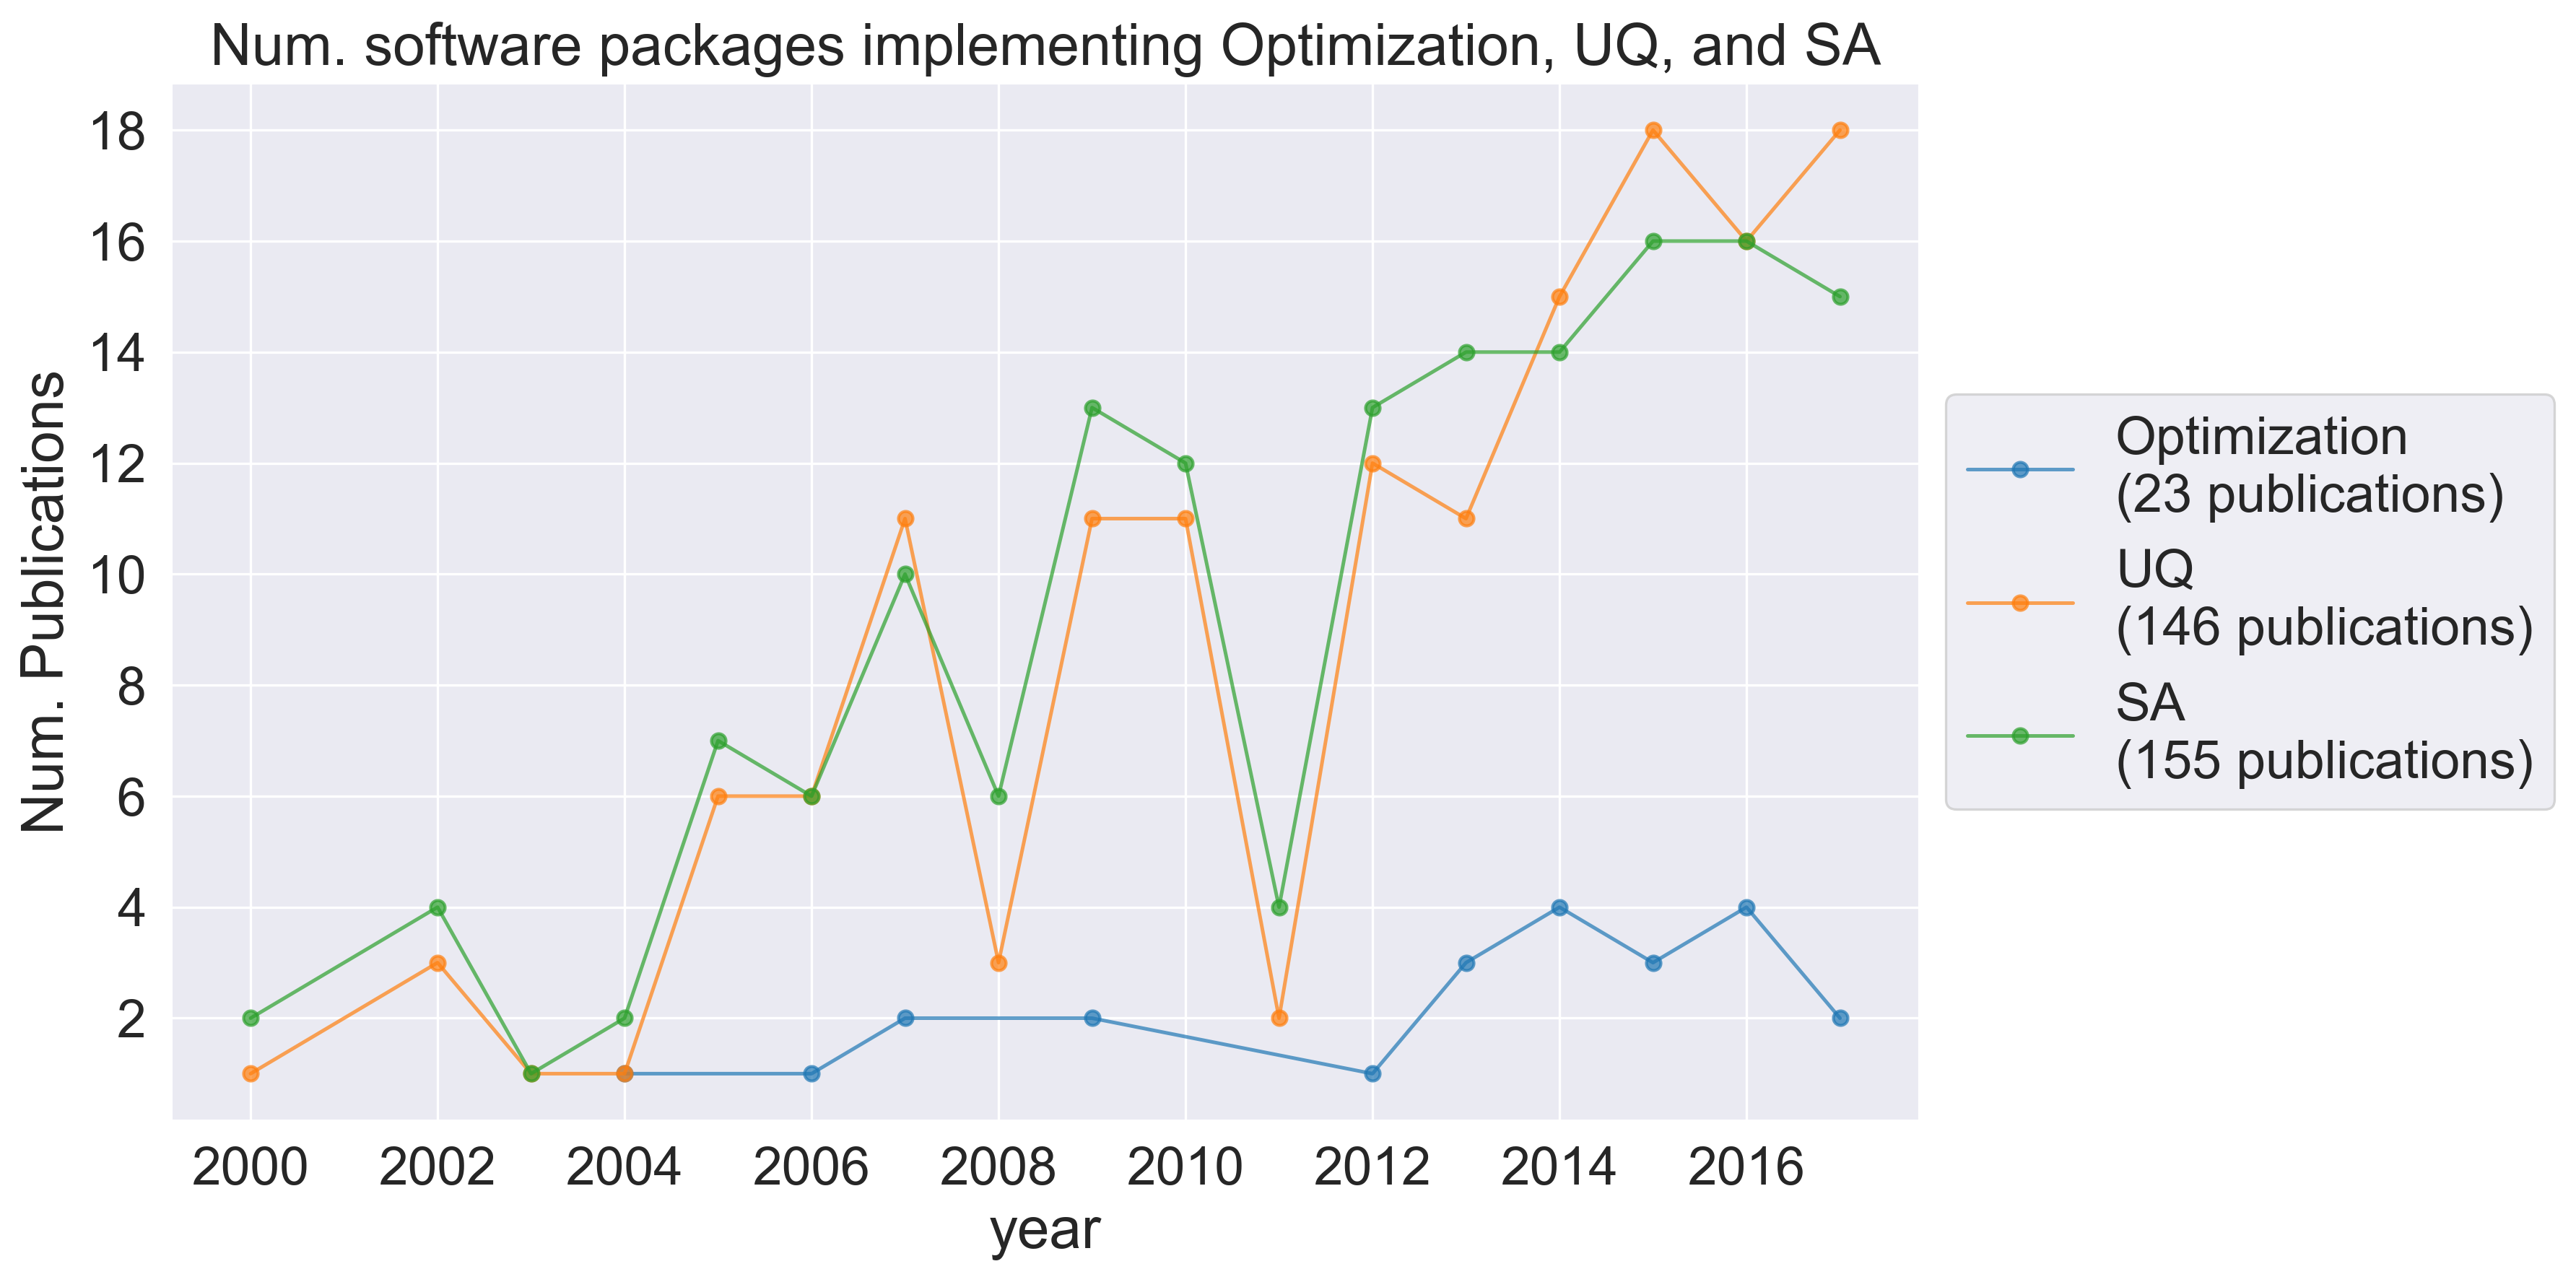 Num. software packages implementing Optimization, UQ, and SA
Num. Publications
18
16
14
12
10
8
6
4
2
2000 2002 2004 2006 2008 2010 2012 2014 2016
year
Optimization
(23 publications)
UQ
(146 publications)
SA
(155 publications)